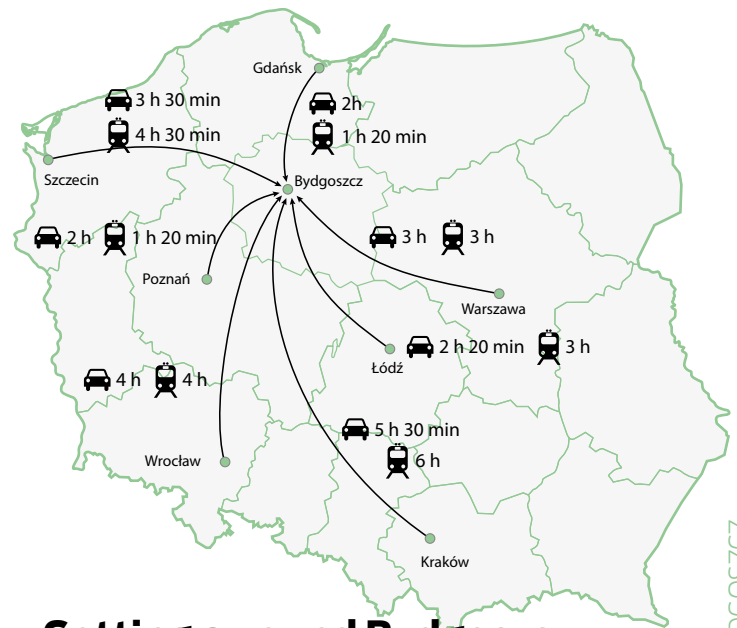 Gdańsk
3 h 30 min
2h
4 h 30 min
1 h 20 min
Szczecin
Bydgoszcz
2 h
1 h 20 min
3 h
3 h
Poznań
Warszawa
2 h 20 min
3 h
Łódź
4 h
4 h
5 h 30 min
Wrocław
6 h
Kraków